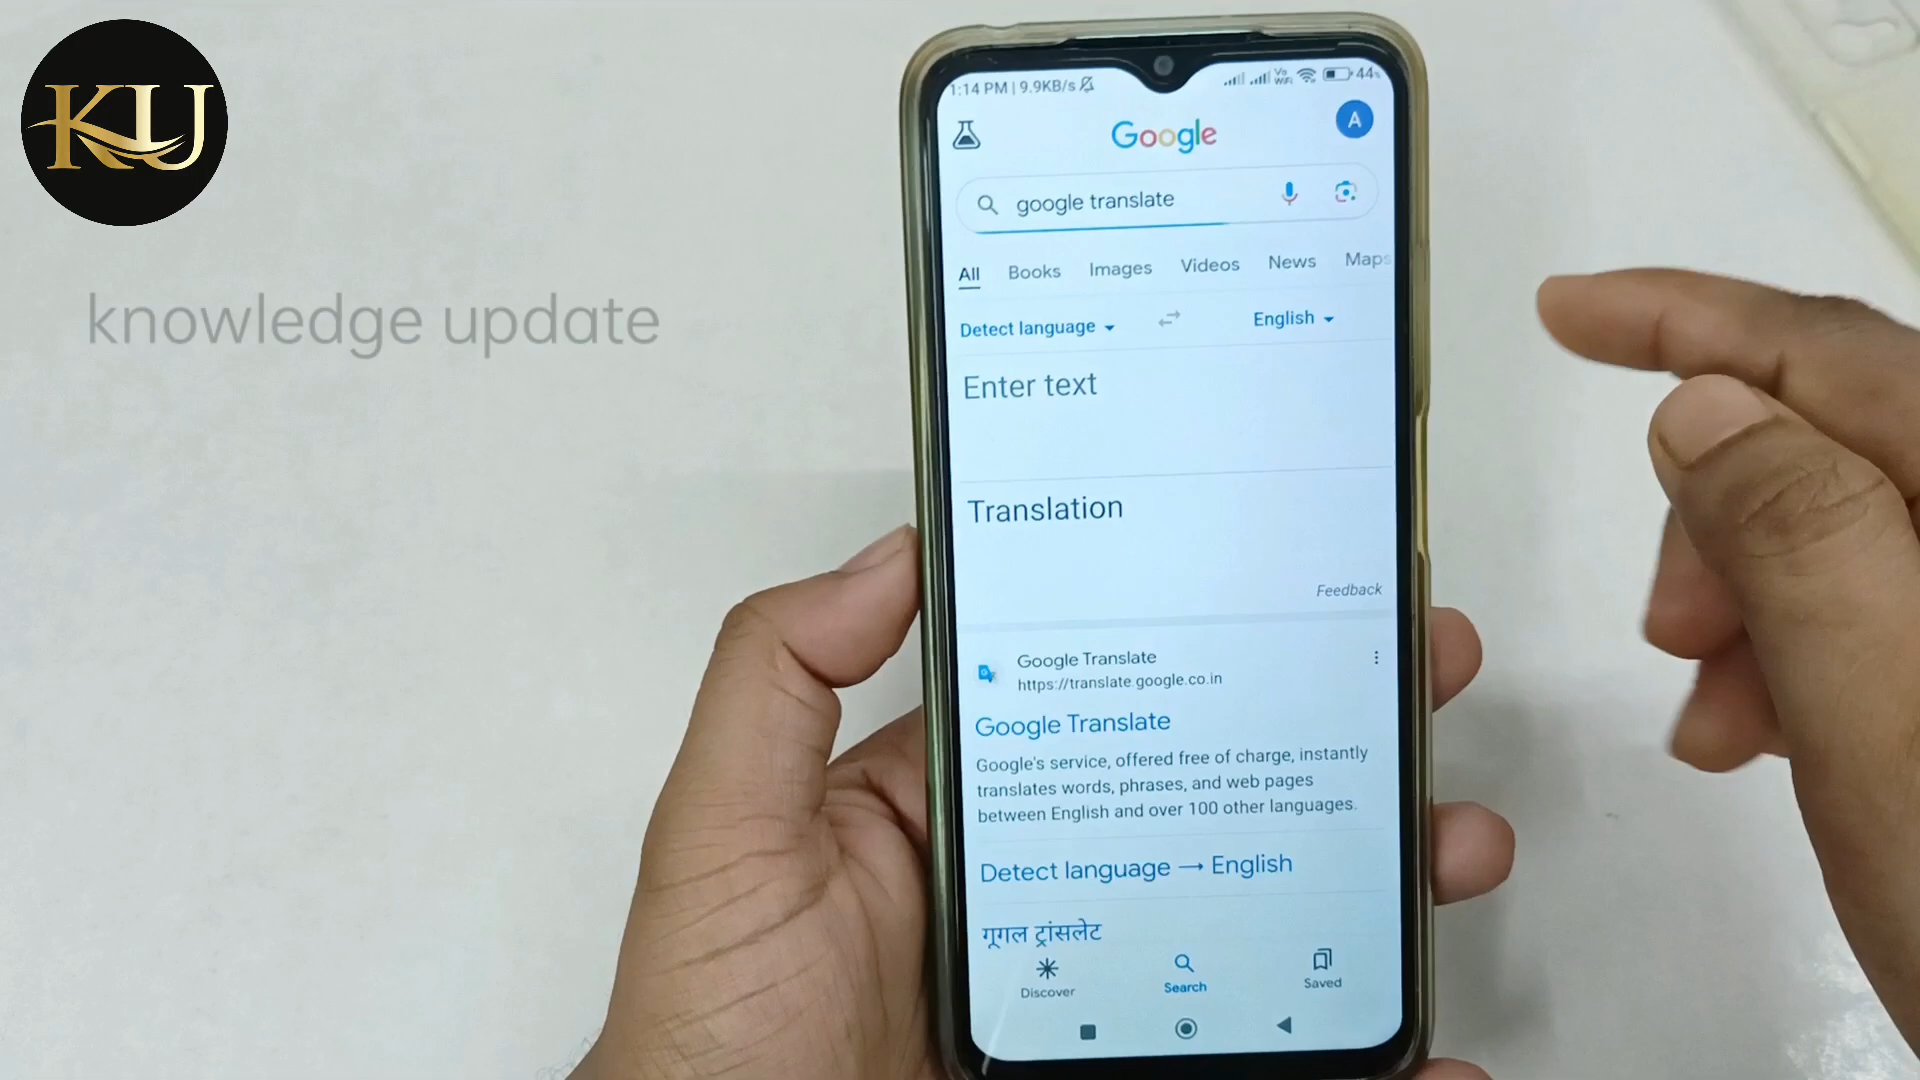 KU
knowledge update
1:14 PM | 9.9KB/s
Vo
WiFi
44%
Google
A
google translate
All Books Images Videos News Maps
Detect language English
Enter text
Translation
Feedback
Google Translate
https://translate.google.co.in
Google Translate
Google's service, offered free of charge, instantly
translates words, phrases, and web pages
between English and over 100 other languages.
Detect language → English
गूगल ट्रांसलेट
Discover Search Saved